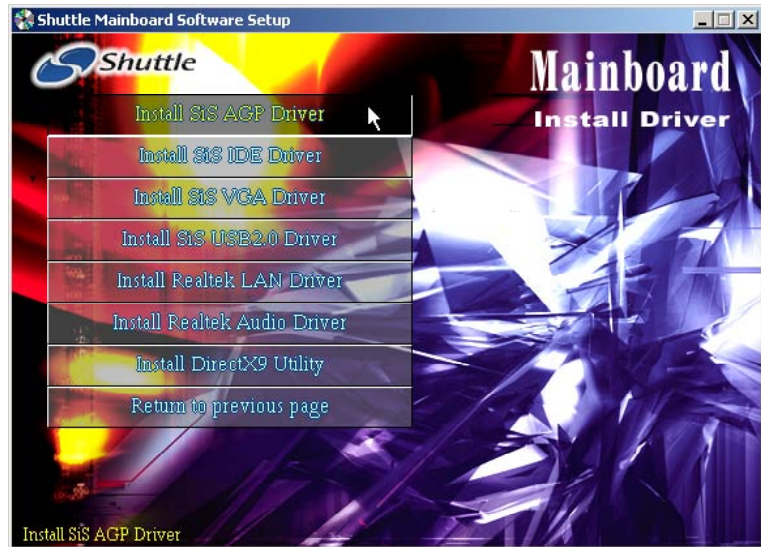 Shuttle Mainboard Software Setup
Shuttle
Mainboard
Install Driver
Install SiS AGP Driver
Install SiS IDE Driver
Install SiS VGA Driver
Install SiS USB2.0 Driver
Install Realtek LAN Driver
Install Realtek Audio Driver
Install DirectX9 Utility
Return to previous page
Install SiS AGP Driver